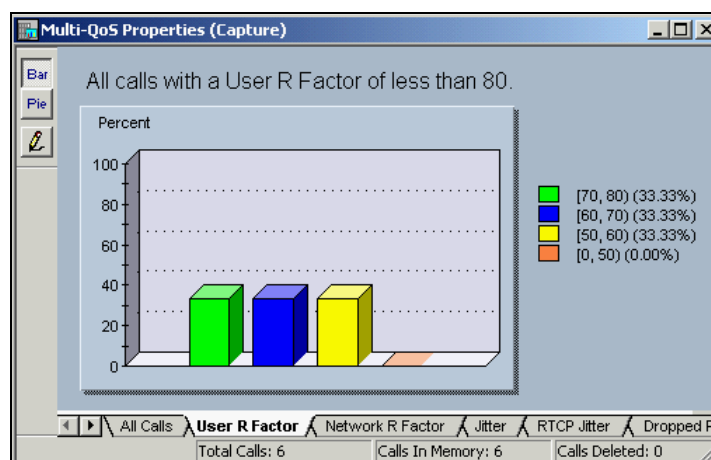 Multi-QoS Properties (Capture)
Bar
Pie
All calls with a User R Factor of less than 80.
Percent
100
80
60
40
20
0
[70, 80) (33.33%)
[60, 70) (33.33%)
[50, 60) (33.33%)
[0, 50) (0.00%)
All Calls User R Factor Network R Factor Jitter RTCP Jitter Dropped P
Total Calls: 6 Calls In Memory: 6 Calls Deleted: 0